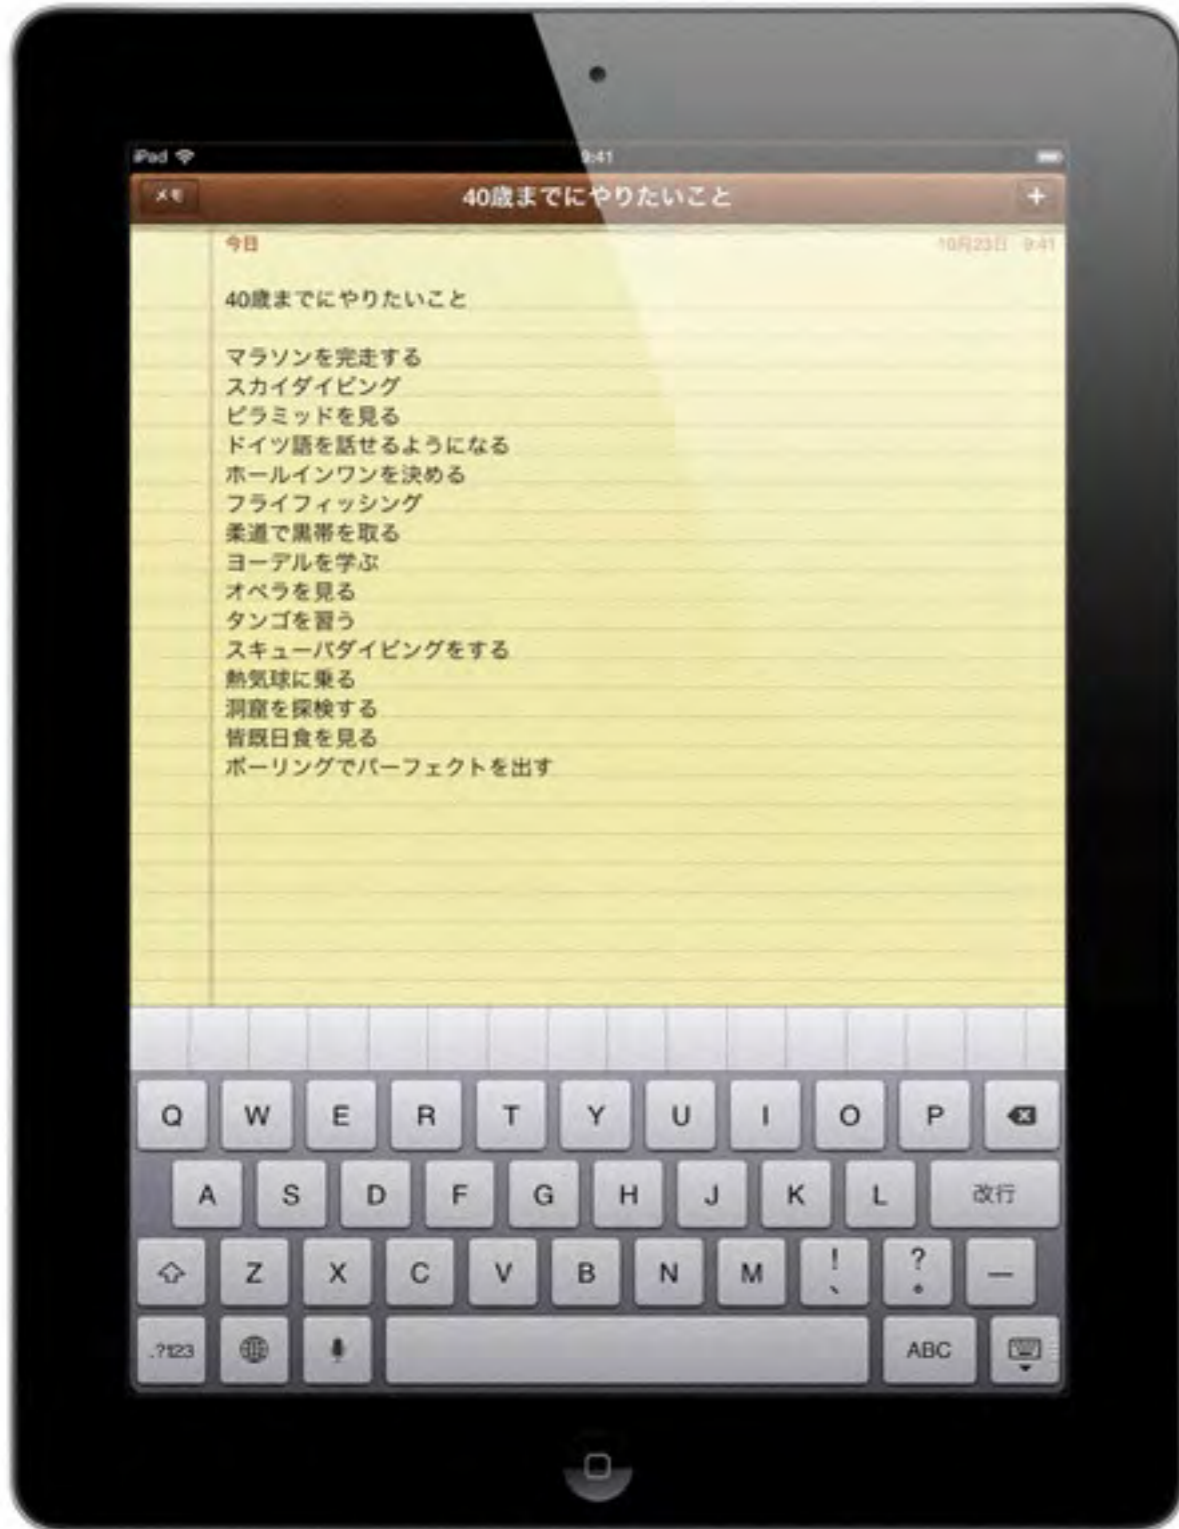 iPad
9:41
メモ
40歳までにやりたいこと
+
今日
10月23日 9:41
40歳までにやりたいこと
マラソンを完走する
スカイダイビング
ピラミッドを見る
ドイツ語を話せるようになる
ホールインワンを決める
フライフィッシング
柔道で黒帯を取る
ヨーデルを学ぶ
オペラを見る
タンゴを習う
スキューバダイビングをする
熱気球に乗る
洞窟を探検する
皆既日食を見る
ボーリングでパーフェクトを出す
Q W E R T Y U I O P
A S D F G H J K L 改行
Z X C V B N M ! 、 ? 。 ー
.?123 ABC